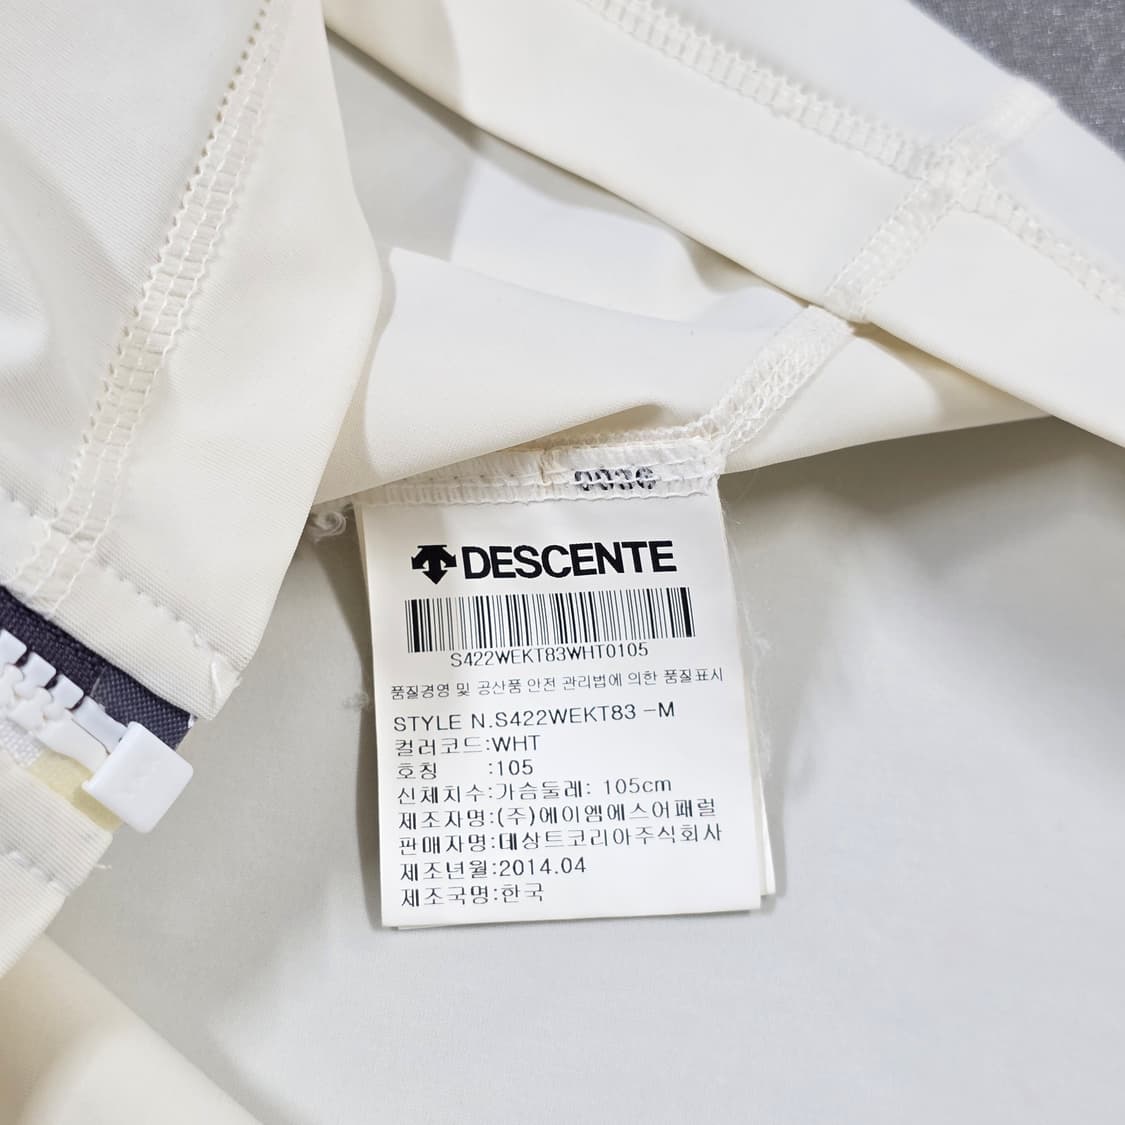 DESCENTE
S422WEKT83WHT0105
품질경영 및 공산품 안전 관리법에 의한 품질표시
STYLE N.S422WEKT83 -M
컬러코드:WHT
호칭 :105
신체치수:가슴둘레: 105cm
제조자명:(주)에이엠에스어패럴
판매자명:데상트코리아주식회사
제조년월:2014.04
제조국명:한국